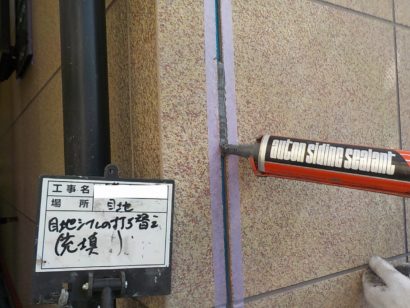 auton siding sealant
工事名
場所 目地
目地シールの打ち替え
(充填)